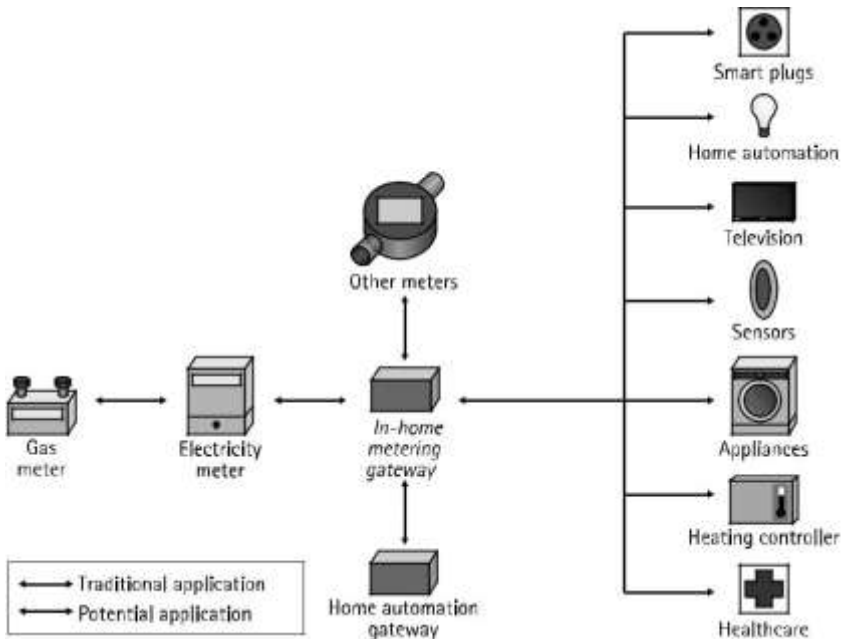 Smart plugs
Home automation
Television
Other meters
Sensors
Gas
meter
Electricity
meter
In-home
metering
gateway
Appliances
Heating controller
Traditional application
Potential application
Home automation
gateway
Healthcare